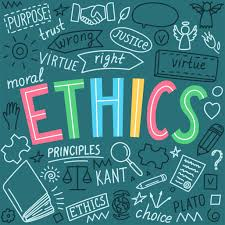 PURPOSE
trust
wrong
JUSTICE
VIRTUE
right
virtue
moral
ETHICS
PRINCIPLES
KANT
ETHICS
choice
PLATO